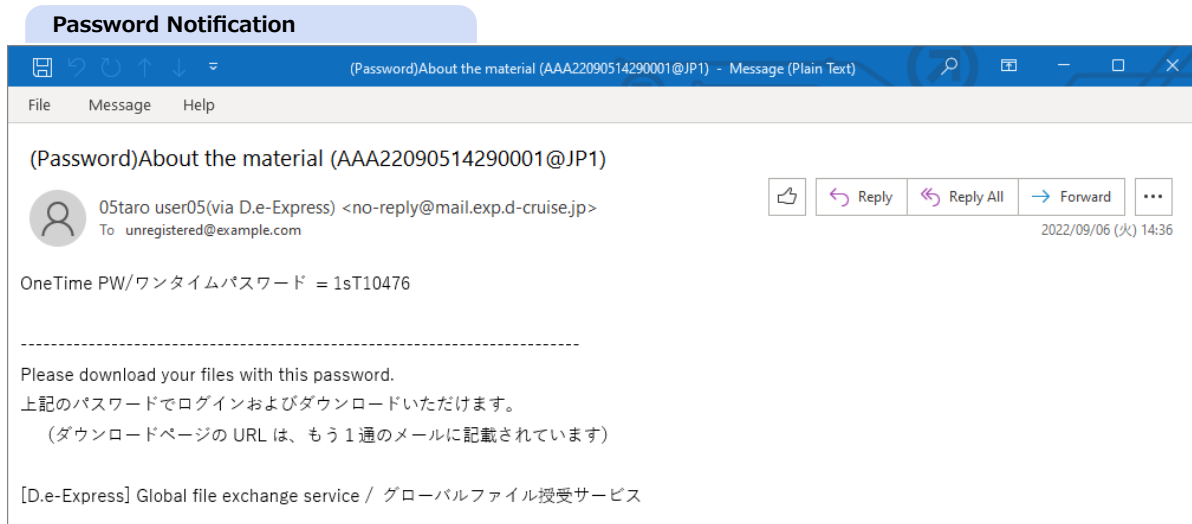 Password Notification
(Password)About the material (AAA22090514290001@JP1) - Message (Plain Text)
File Message Help
(Password)About the material (AAA22090514290001@JP1)
05taro user05(via D.e-Express) <no-reply@mail.exp.d-cruise.jp>
To unregistered@example.com
Reply Reply All Forward
2022/09/06 (火) 14:36
OneTime PW/ワンタイムパスワード = 1sT10476
--------------------------------------------------------------------------
Please download your files with this password.
上記のパスワードでログインおよびダウンロードいただけます。
（ダウンロードページの URL は、もう１通のメールに記載されています）
[D.e-Express] Global file exchange service / グローバルファイル授受サービス